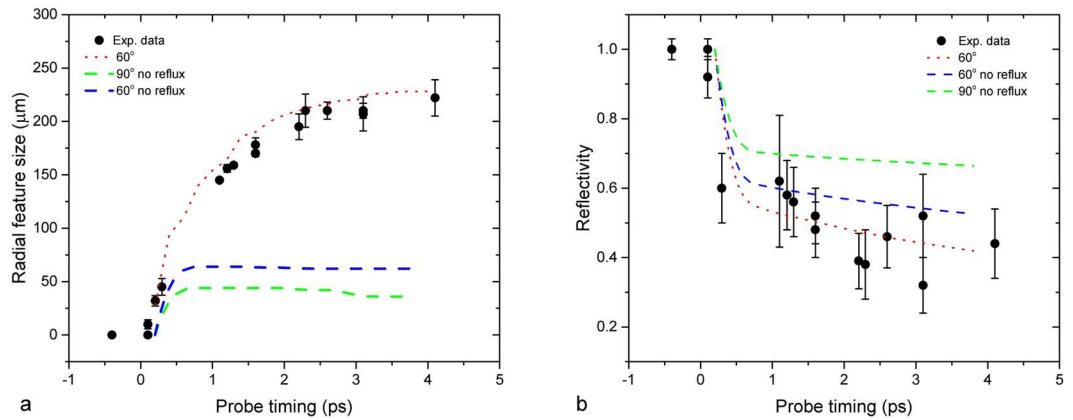 300
250
200
150
100
50
0
-1 0 1 2 3 4 5
Radial feature size (μm)
Probe timing (ps)
Exp. data
60°
90° no reflux
60° no reflux
a
1.0
0.8
0.6
0.4
0.2
-1 0 1 2 3 4 5
Reflectivity
Probe timing (ps)
Exp. data
60°
60° no reflux
90° no reflux
b